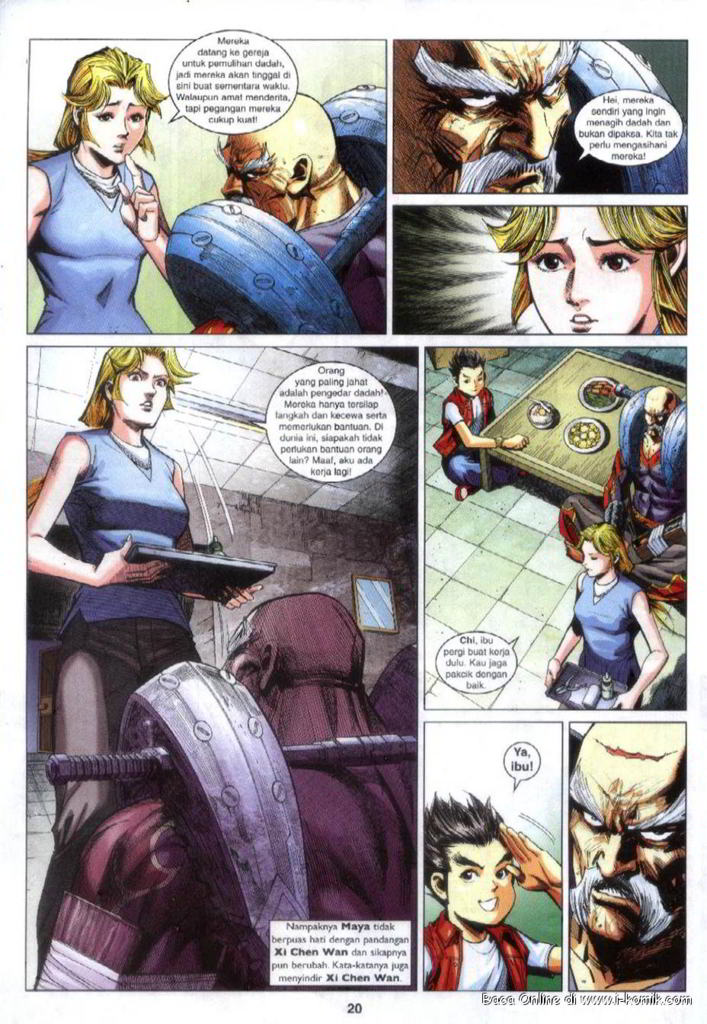 Mereka
datang ke gereja
untuk pemulihan dadah,
jadi mereka akan tinggal di
sini buat sementara waktu.
Walaupun amat menderita,
tapi pegangan mereka
cukup kuat!
Hei, mereka
sendiri yang ingin
menagih dadah dan
bukan dipaksa. Kita tak
perlu mengasihani
mereka!
Orang
yang paling jahat
adalah pengedar dadah!
Mereka hanya tersilap
langkah dan kecewa serta
memerlukan bantuan. Di
dunia ini, siapakah tidak
perlukan bantuan orang
lain? Maaf, aku ada
kerja lagi!
Chi, ibu
pergi buat kerja
dulu. Kau jaga
pakcik dengan
baik.
Ya,
ibu!
Nampaknya Maya tidak
berpuas hati dengan pandangan
Xi Chen Wan dan sikapnya
pun berubah. Kata-katanya juga
menyindir Xi Chen Wan.
20
Baca Online di www.i-komik.com